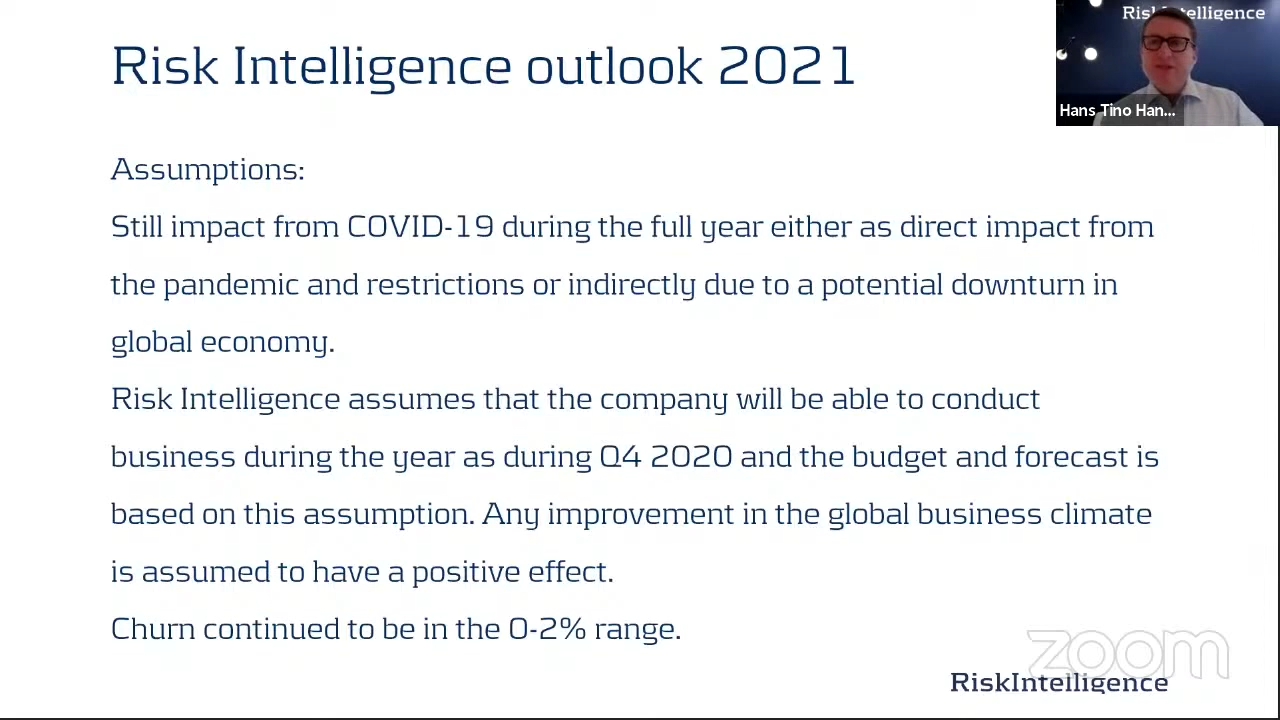 Risk Intelligence outlook 2021
RiskIntelligence
Hans Tino Han...
Assumptions:
Still impact from COVID-19 during the full year either as direct impact from
the pandemic and restrictions or indirectly due to a potential downturn in
global economy.
Risk Intelligence assumes that the company will be able to conduct
business during the year as during Q4 2020 and the budget and forecast is
based on this assumption. Any improvement in the global business climate
is assumed to have a positive effect.
Churn continued to be in the 0-2% range.
zoom
RiskIntelligence